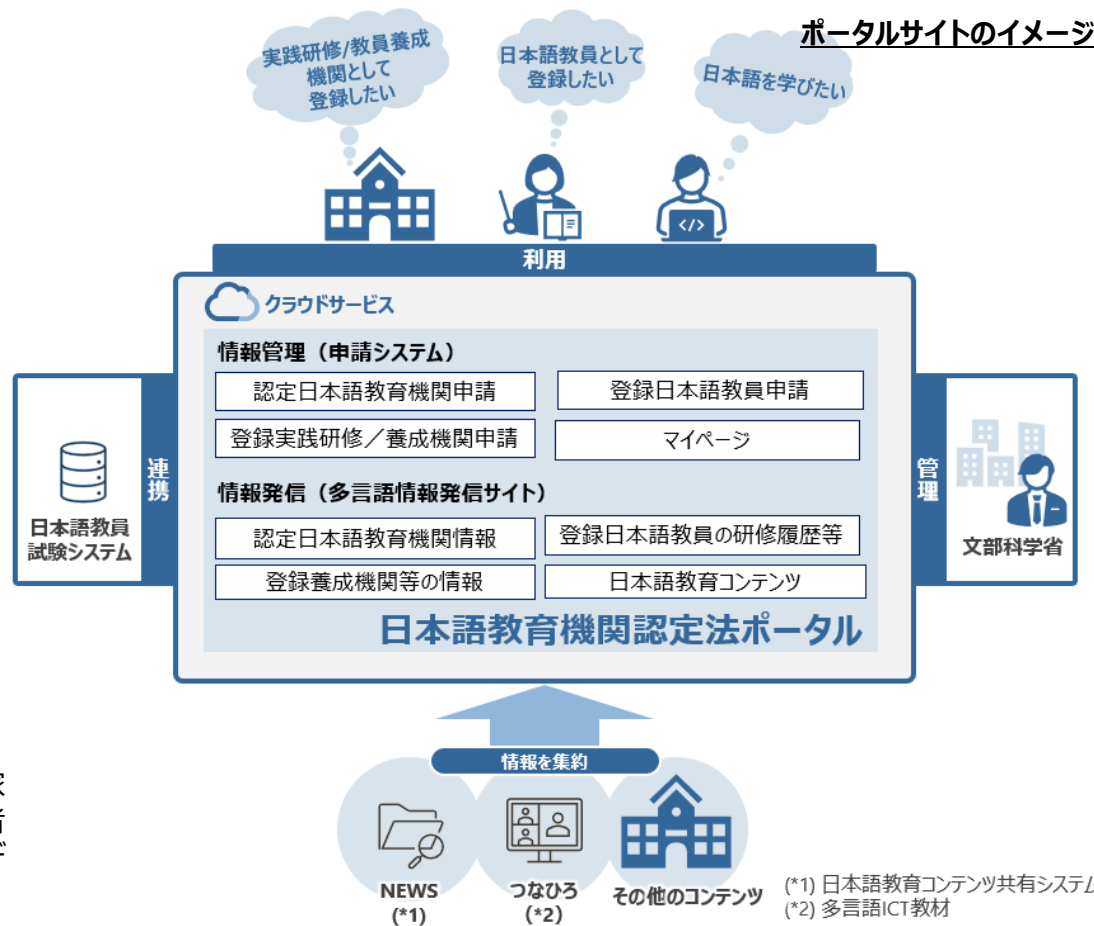 ポータルサイトのイメージ
実践研修/教員養成
機関として
登録したい
日本語教員として
登録したい
日本語を学びたい
</>
利用
クラウドサービス
情報管理（申請システム）
認定日本語教育機関申請
登録日本語教員申請
登録実践研修／養成機関申請
マイページ
情報発信（多言語情報発信サイト）
認定日本語教育機関情報
登録日本語教員の研修履歴等
登録養成機関等の情報
日本語教育コンテンツ
日本語教育機関認定法ポータル
連携
日本語教員
試験システム
管理
文部科学省
情報を集約
NEWS
(*1)
つなひろ
(*2)
その他のコンテンツ
(*1) 日本語教育コンテンツ共有システム
(*2) 多言語ICT教材